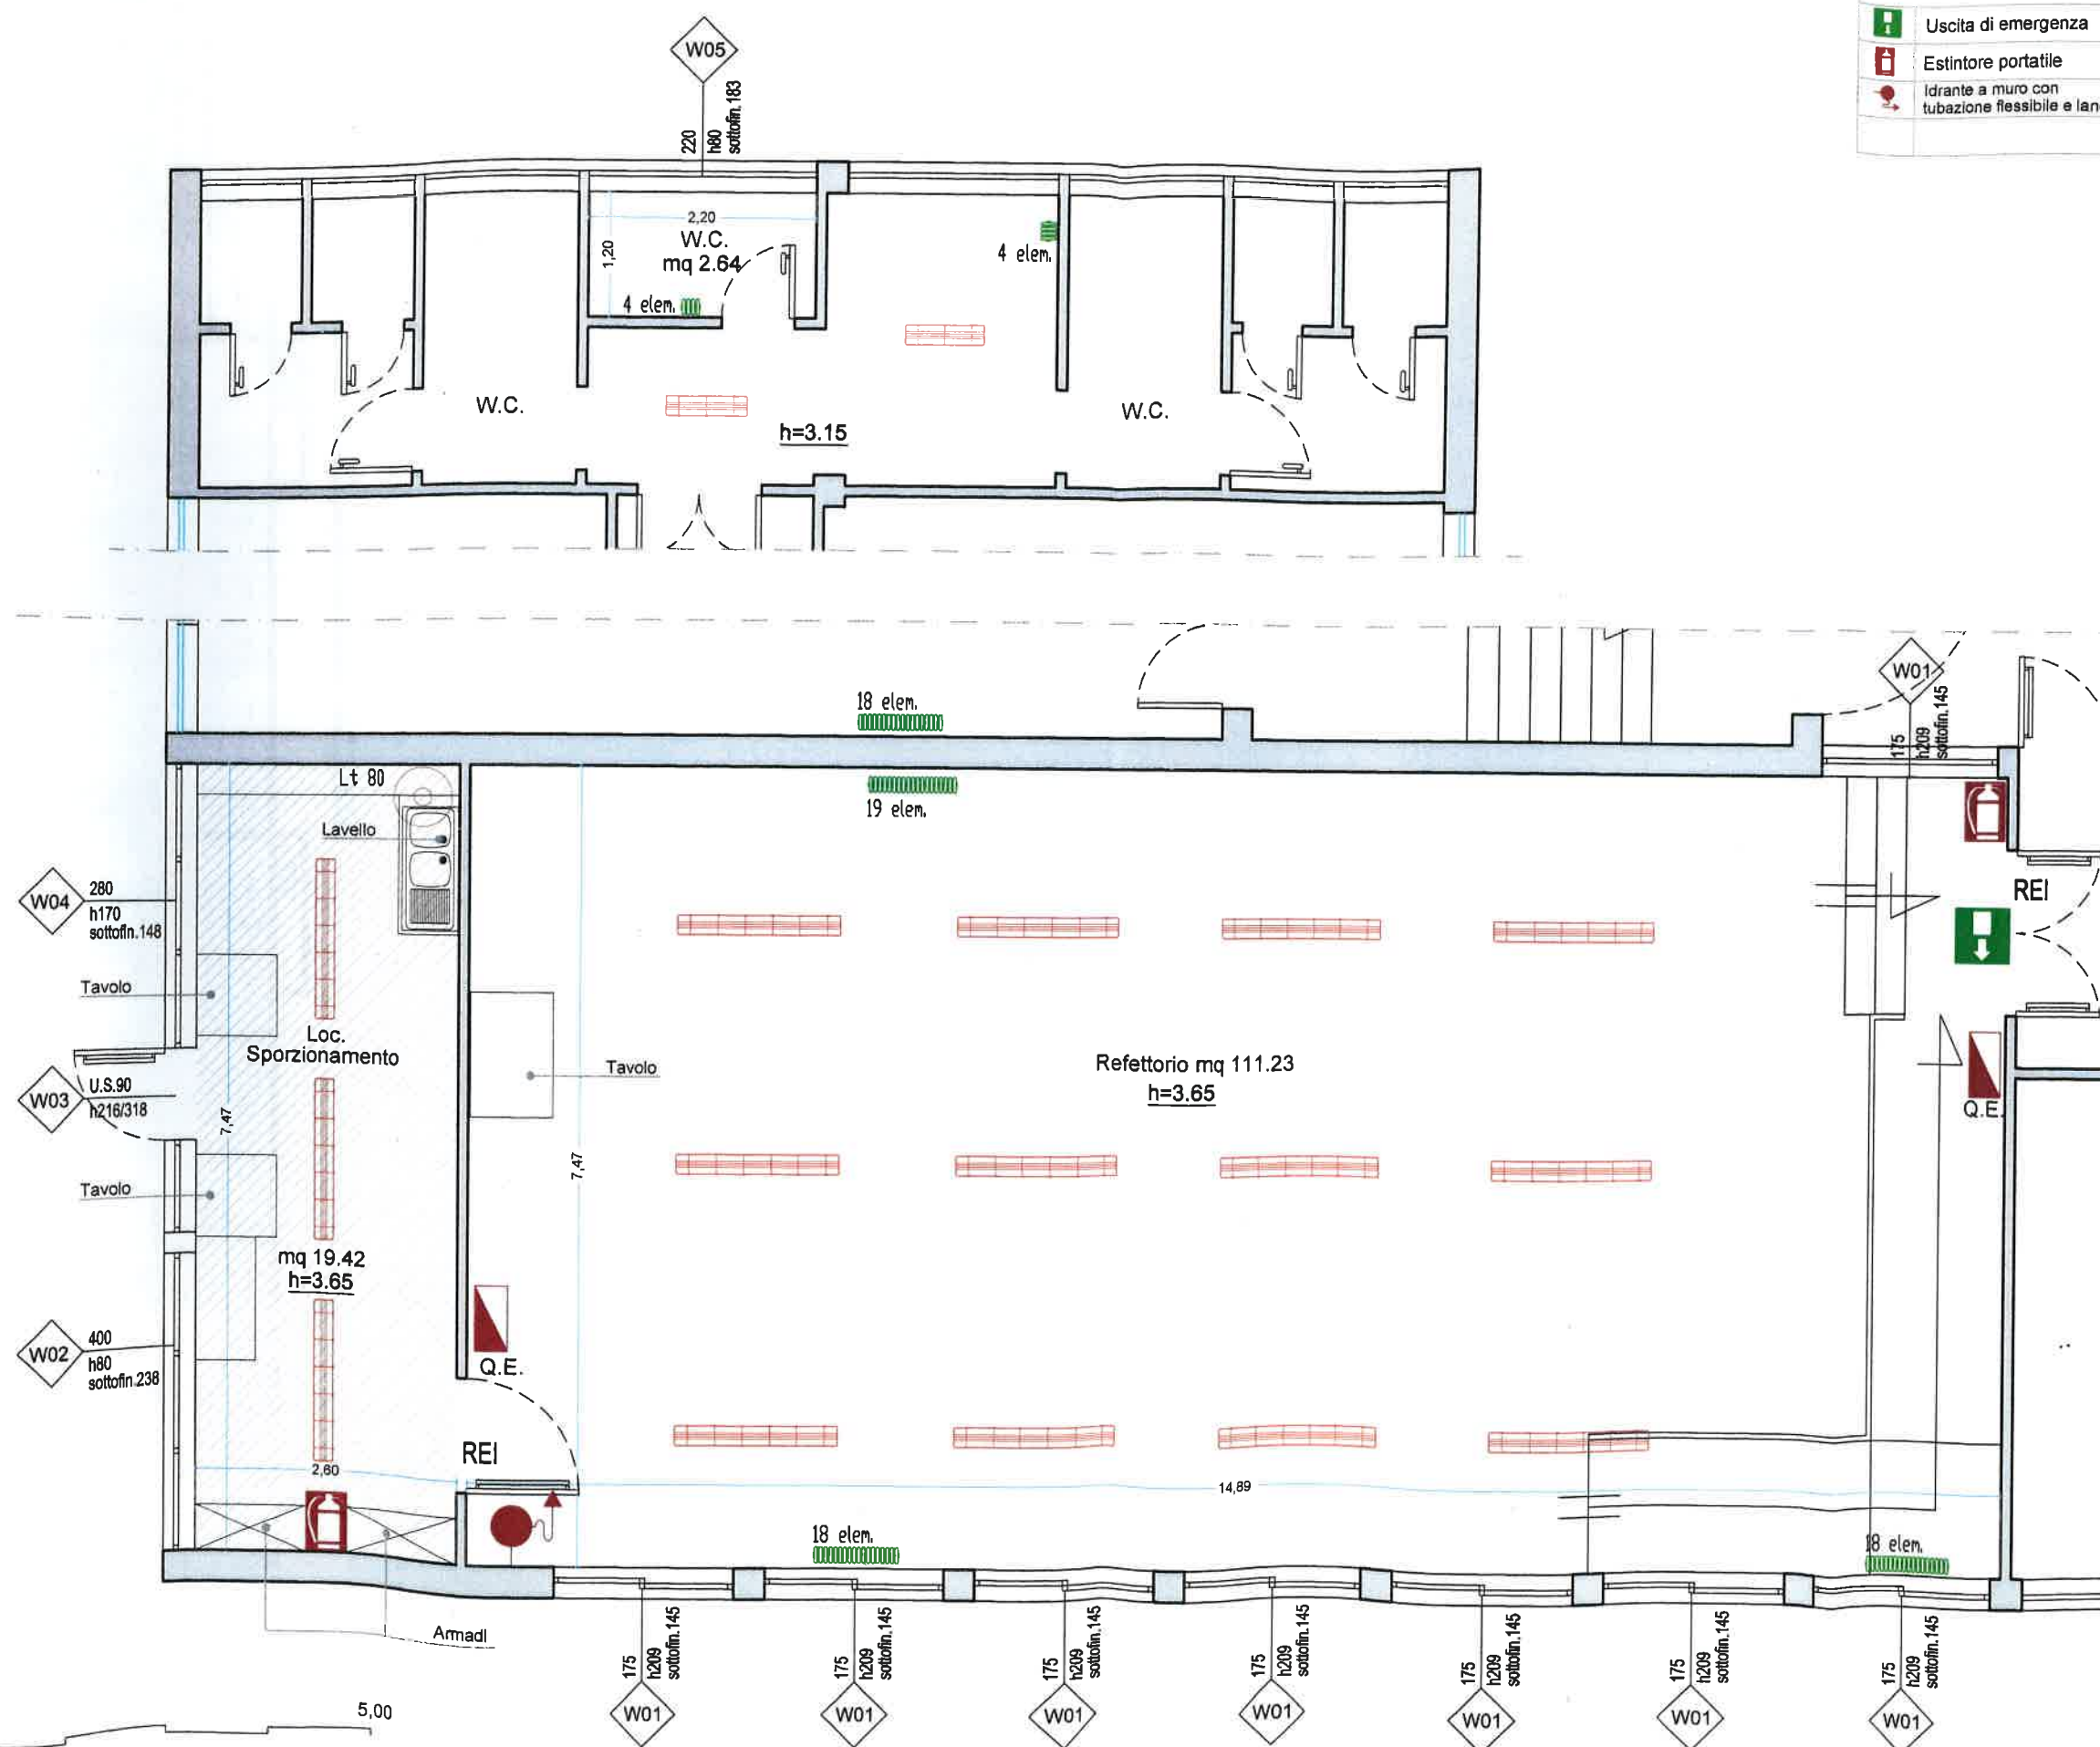 Uscita di emergenza
Estintore portatile
Idrante a muro con
tubazione flessibile e
W05
220
h80
sottofin.183
2,20
1,20
W.C.
mq 2.64
4 elem.
4 elem.
W.C.
h=3.15
W.C.
18 elem.
W01
175
h209
sottofin.145
Lt 80
19 elem.
Lavello
REI
W04
280
h170
sottofin.148
Tavolo
Loc.
Sporzionamento
Tavolo
Refettorio mq 111.23
h=3.65
W03
U.S.90
h216/318
7,47
7,47
Q.E.
Tavolo
mq 19.42
h=3.65
W02
400
h80
sottofin.238
Q.E.
REI
2,60
14,89
18 elem.
18 elem.
Armadi
175
h209
sottofin.145
175
h209
sottofin.145
175
h209
sottofin.145
175
h209
sottofin.145
175
h209
sottofin.145
175
h209
sottofin.145
175
h209
sottofin.145
5,00
W01
W01
W01
W01
W01
W01
W01